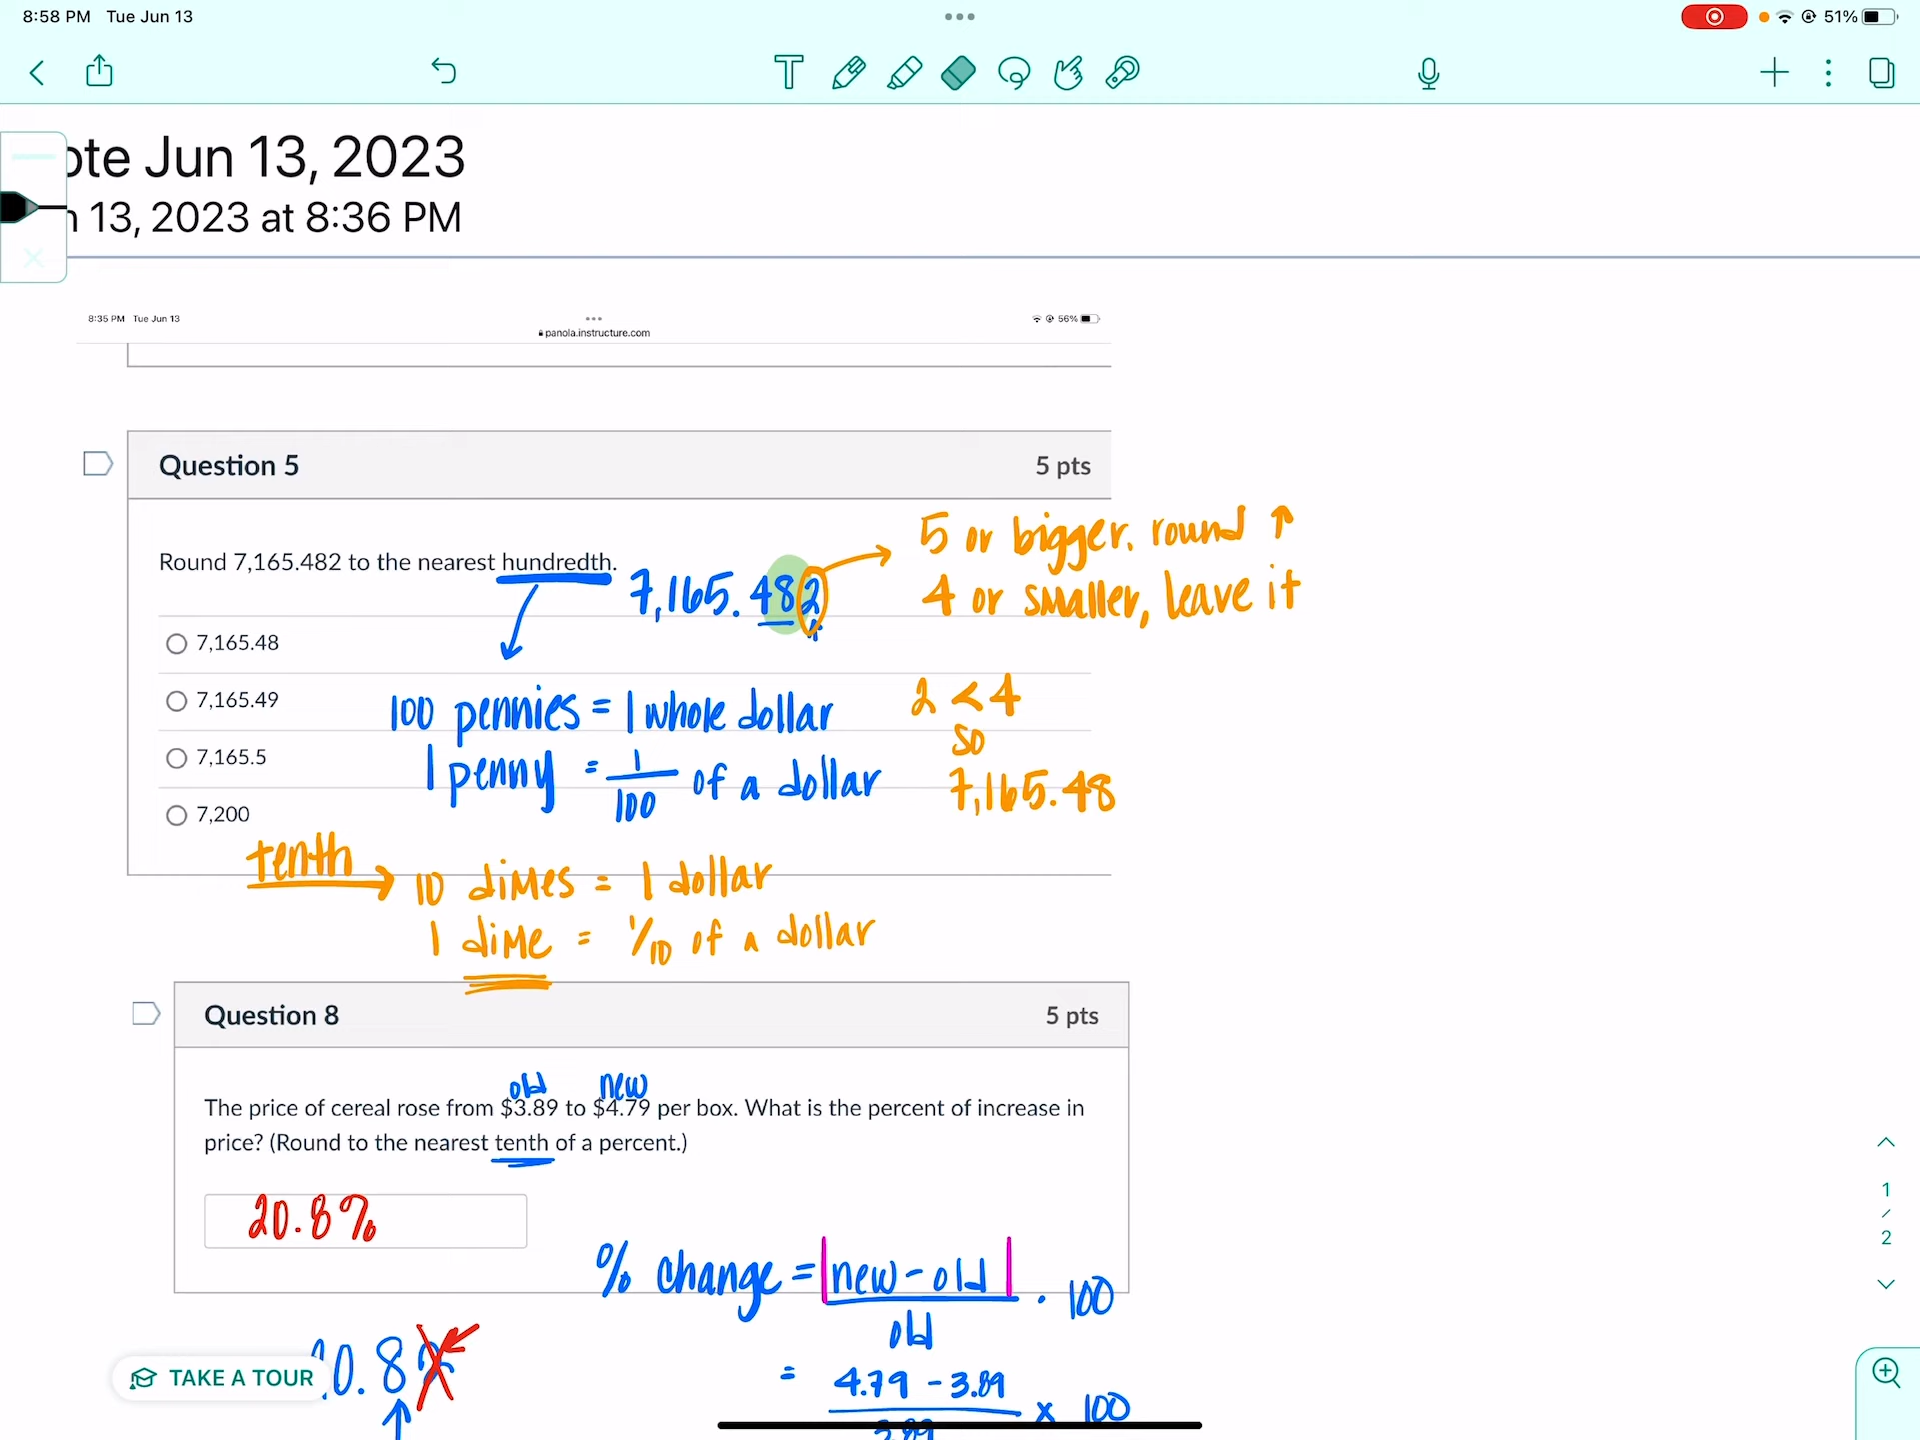 8:58 PM Tue Jun 13
51%
ote Jun 13, 2023
13, 2023 at 8:36 PM
8:35 PM Tue Jun 13
56%
panola.instructure.com
Question 5
5 pts
Round 7,165.482 to the nearest hundredth.
7,165.482
5 or bigger. round ↑
4 or smaller, leave it
7,165.48
7,165.49
7,165.5
7,200
100 pennies = 1 whole dollar
1 penny = 1/100 of a dollar
2 < 4
so
7,165.48
tenth → 10 dimes = 1 dollar
1 dime = 1/10 of a dollar
Question 8
5 pts
old new
The price of cereal rose from $3.89 to $4.79 per box. What is the percent of increase in
price? (Round to the nearest tenth of a percent.)
20.8%
% change = |new - old| / old · 100
= 4.79 - 3.89 / 3.89 x 100
0.8
TAKE A TOUR
1
/
2